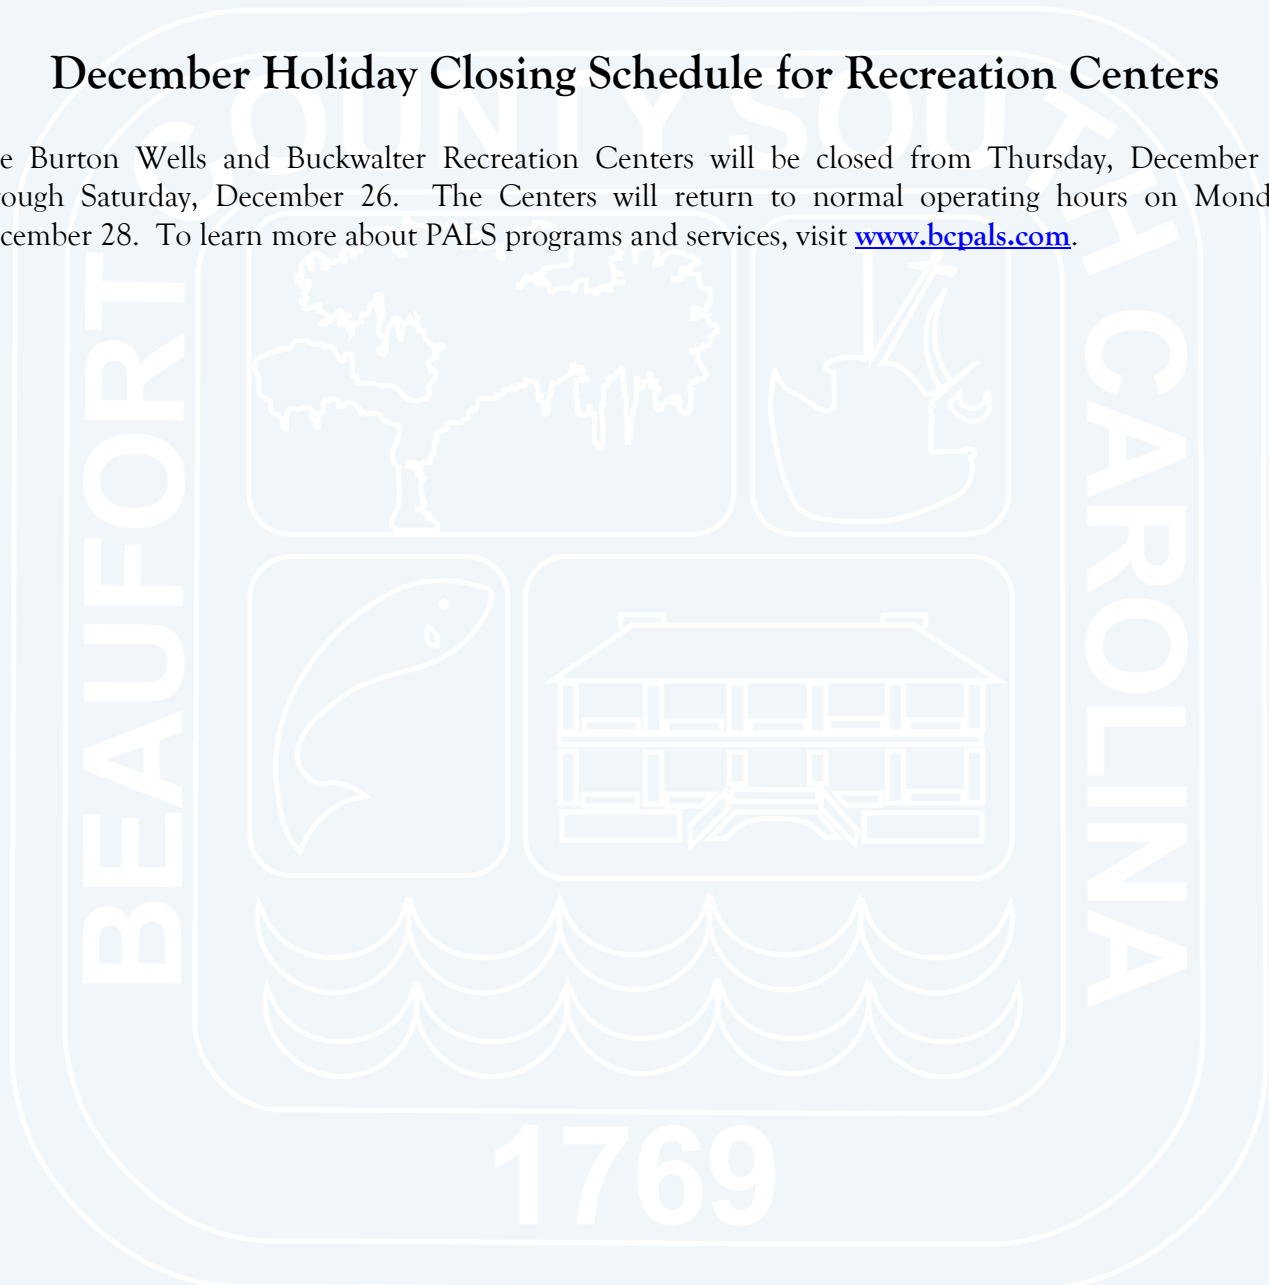 December Holiday Closing Schedule for Recreation Centers
e Burton Wells and Buckwalter Recreation Centers will be closed from Thursday, December
rough Saturday, December 26. The Centers will return to normal operating hours on Mond
cember 28. To learn more about PALS programs and services, visit www.bcpals.com.
BEAUFORT COUNTY SOUTH CAROLINA
1769